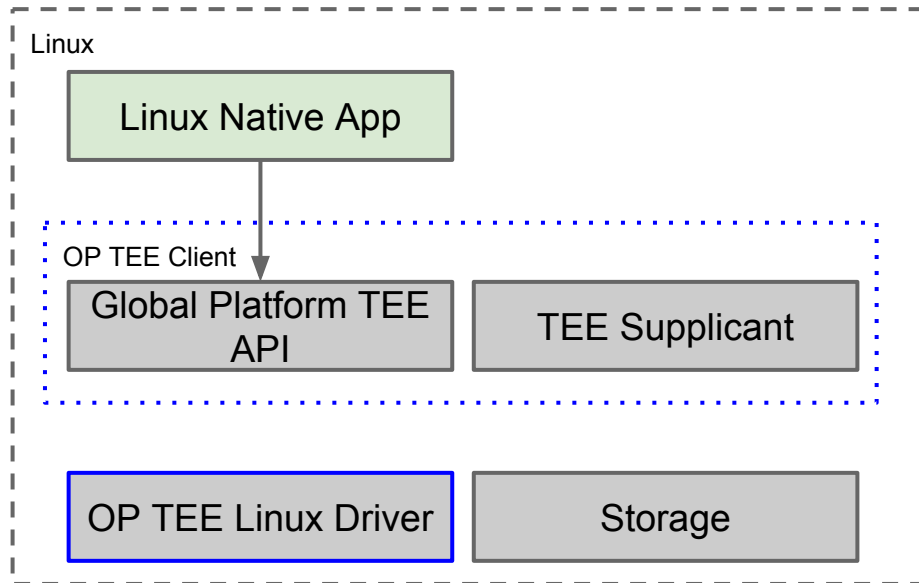 Linux
Linux Native App
OP TEE Client
Global Platform TEE
API
TEE Supplicant
OP TEE Linux Driver
Storage